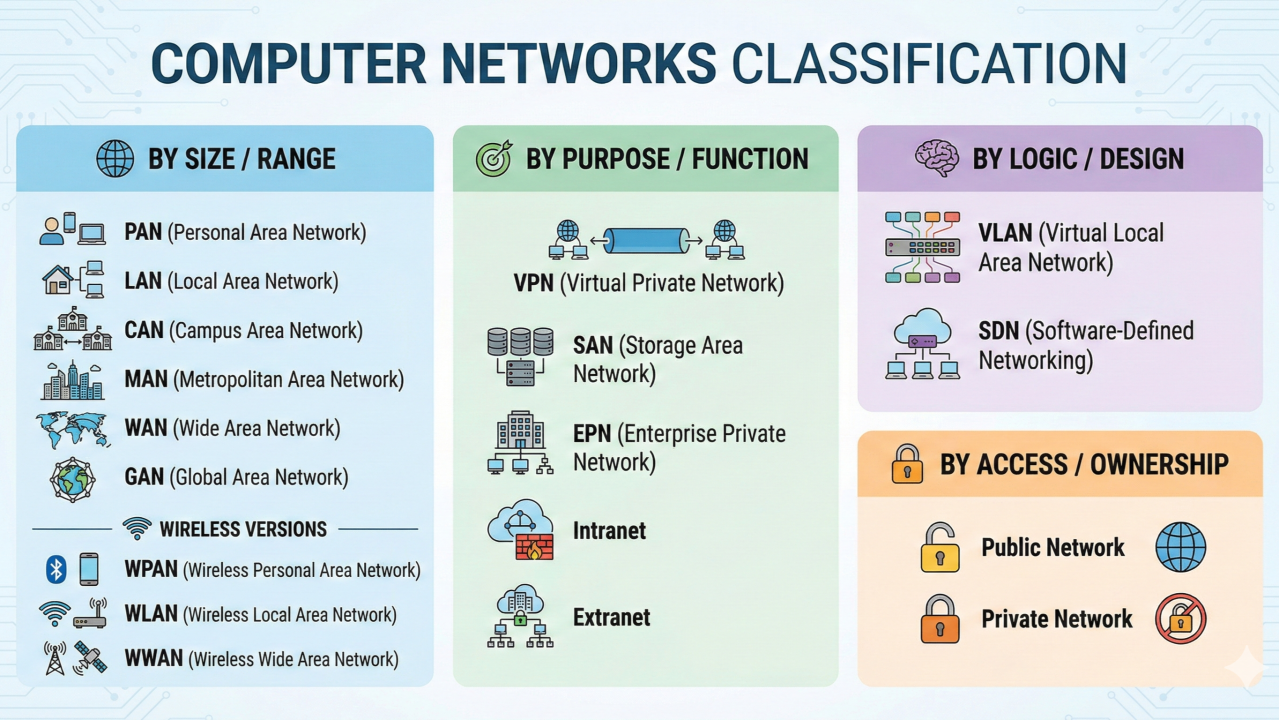 COMPUTER NETWORKS CLASSIFICATION
BY SIZE / RANGE
PAN (Personal Area Network)
LAN (Local Area Network)
CAN (Campus Area Network)
MAN (Metropolitan Area Network)
WAN (Wide Area Network)
GAN (Global Area Network)
WIRELESS VERSIONS
WPAN (Wireless Personal Area Network)
WLAN (Wireless Local Area Network)
WWAN (Wireless Wide Area Network)
BY PURPOSE / FUNCTION
VPN (Virtual Private Network)
SAN (Storage Area
Network)
EPN (Enterprise Private
Network)
Intranet
Extranet
BY LOGIC / DESIGN
VLAN (Virtual Local
Area Network)
SDN (Software-Defined
Networking)
BY ACCESS / OWNERSHIP
Public Network
Private Network